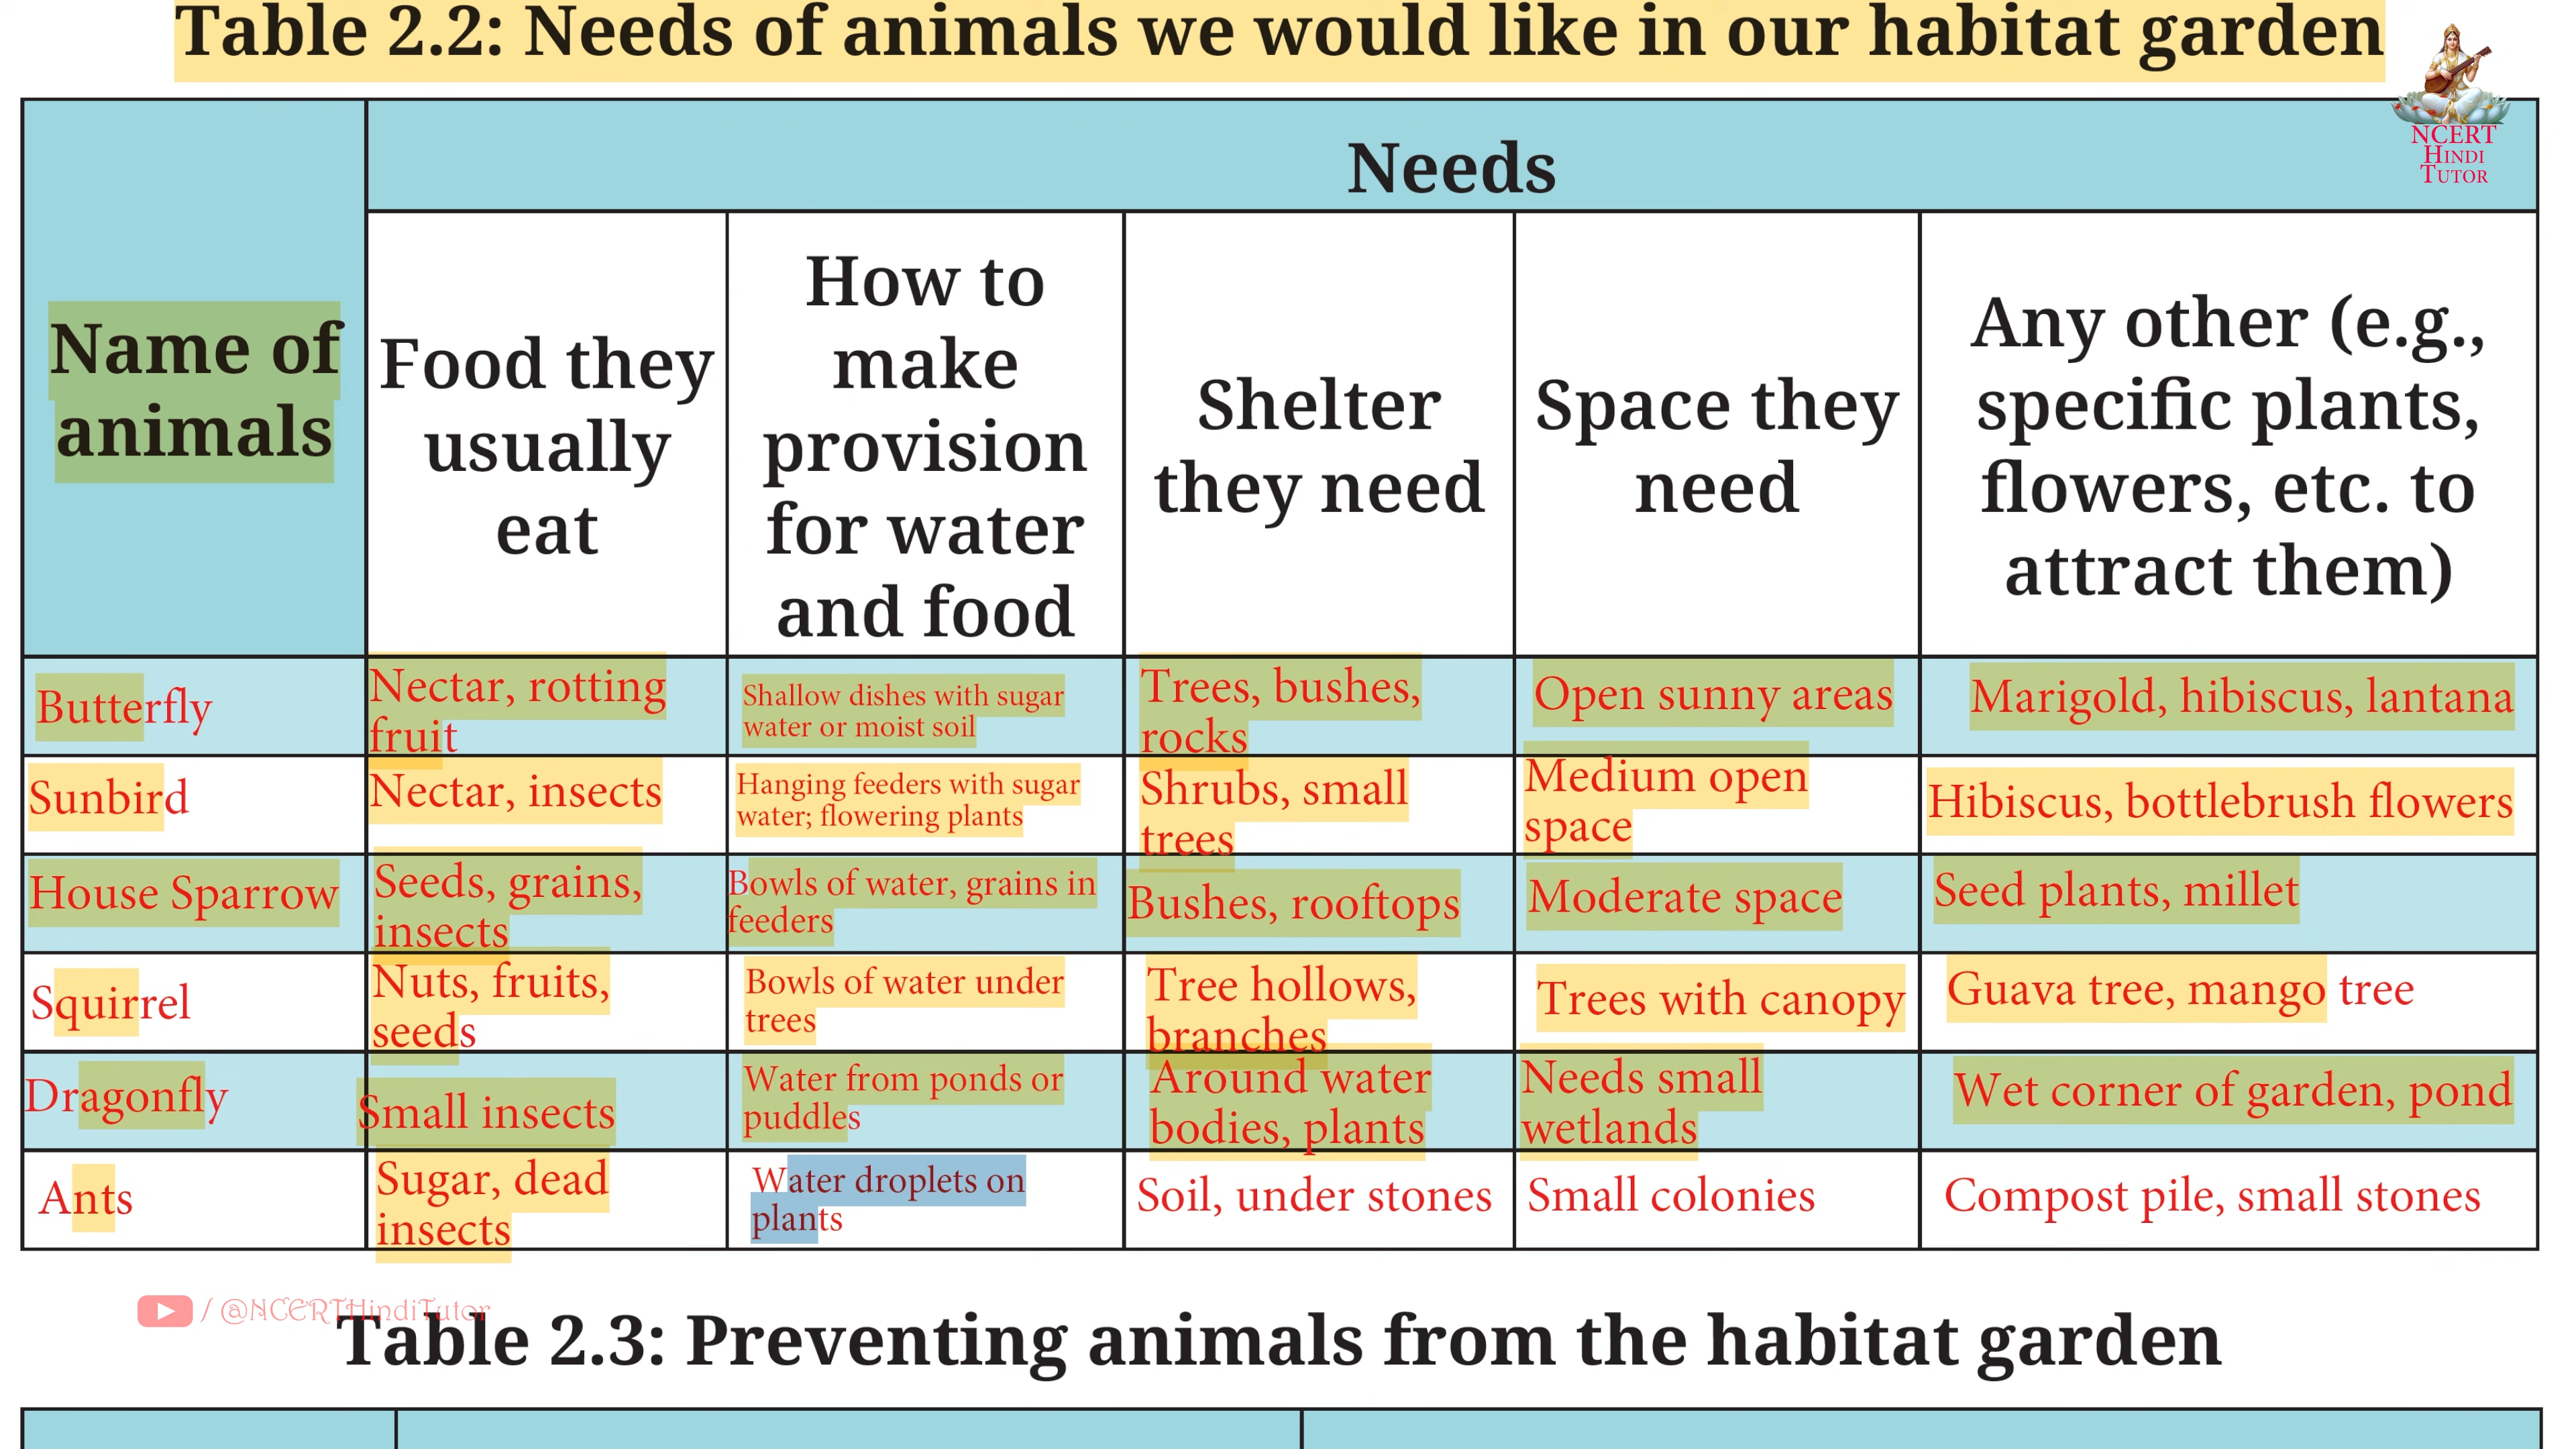 Table 2.2: Needs of animals we would like in our habitat garden
NCERT
HINDI
TUTOR
Needs
Name of
animals
Food they
usually
eat
How to
make
provision
for water
and food
Shelter
they need
Space they
need
Any other (e.g.,
specific plants,
flowers, etc. to
attract them)
Butterfly
Nectar, rotting
fruit
Shallow dishes with sugar
water or moist soil
Trees, bushes,
rocks
Open sunny areas
Marigold, hibiscus, lantana
Sunbird
Nectar, insects
Hanging feeders with sugar
water; flowering plants
Shrubs, small
trees
Medium open
space
Hibiscus, bottlebrush flowers
House Sparrow
Seeds, grains,
insects
Bowls of water, grains in
feeders
Bushes, rooftops
Moderate space
Seed plants, millet
Squirrel
Nuts, fruits,
seeds
Bowls of water under
trees
Tree hollows,
branches
Trees with canopy
Guava tree, mango tree
Dragonfly
Small insects
Water from ponds or
puddles
Around water
bodies, plants
Needs small
wetlands
Wet corner of garden, pond
Ants
Sugar, dead
insects
Water droplets on
plants
Soil, under stones
Small colonies
Compost pile, small stones
/ @NCERTHindiTutor
Table 2.3: Preventing animals from the habitat garden